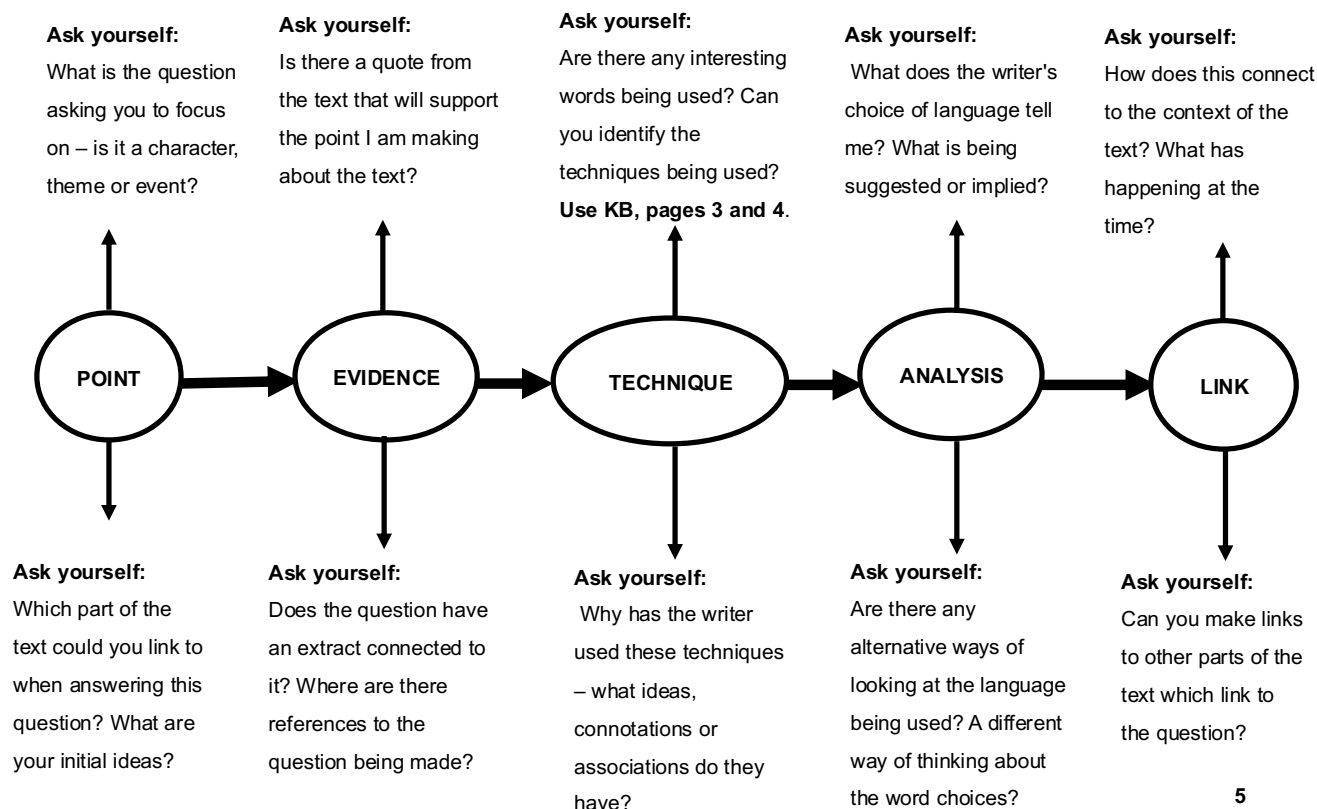 Ask yourself:
What is the question
asking you to focus
on – is it a character,
theme or event?
Ask yourself:
Is there a quote from
the text that will support
the point I am making
about the text?
Ask yourself:
Are there any interesting
words being used? Can
you identify the
techniques being used?
Use KB, pages 3 and 4.
Ask yourself:
What does the writer's
choice of language tell
me? What is being
suggested or implied?
Ask yourself:
How does this connect
to the context of the
text? What has
happening at the
time?
POINT
EVIDENCE
TECHNIQUE
ANALYSIS
LINK
Ask yourself:
Which part of the
text could you link to
when answering this
question? What are
your initial ideas?
Ask yourself:
Does the question have
an extract connected to
it? Where are there
references to the
question being made?
Ask yourself:
Why has the writer
used these techniques
– what ideas,
connotations or
associations do they
have?
Ask yourself:
Are there any
alternative ways of
looking at the language
being used? A different
way of thinking about
the word choices?
Ask yourself:
Can you make links
to other parts of the
text which link to
the question?
5